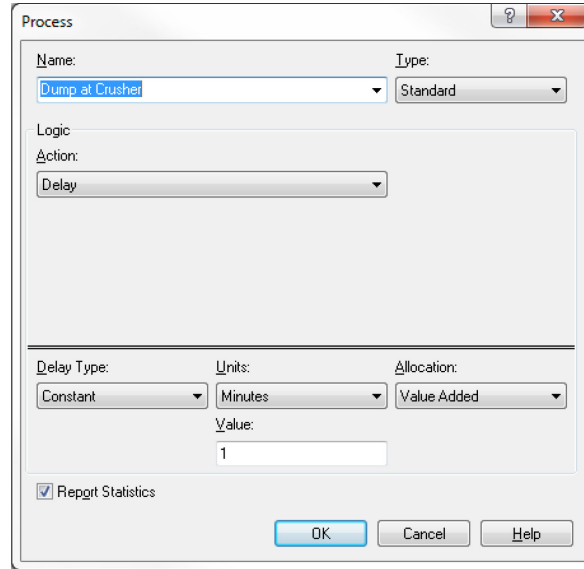 Process
Name:
Type:
Dump at Crusher
Standard
Logic
Action:
Delay
Delay Type:
Units:
Allocation:
Constant
Minutes
Value Added
Value:
1
Report Statistics
OK
Cancel
Help